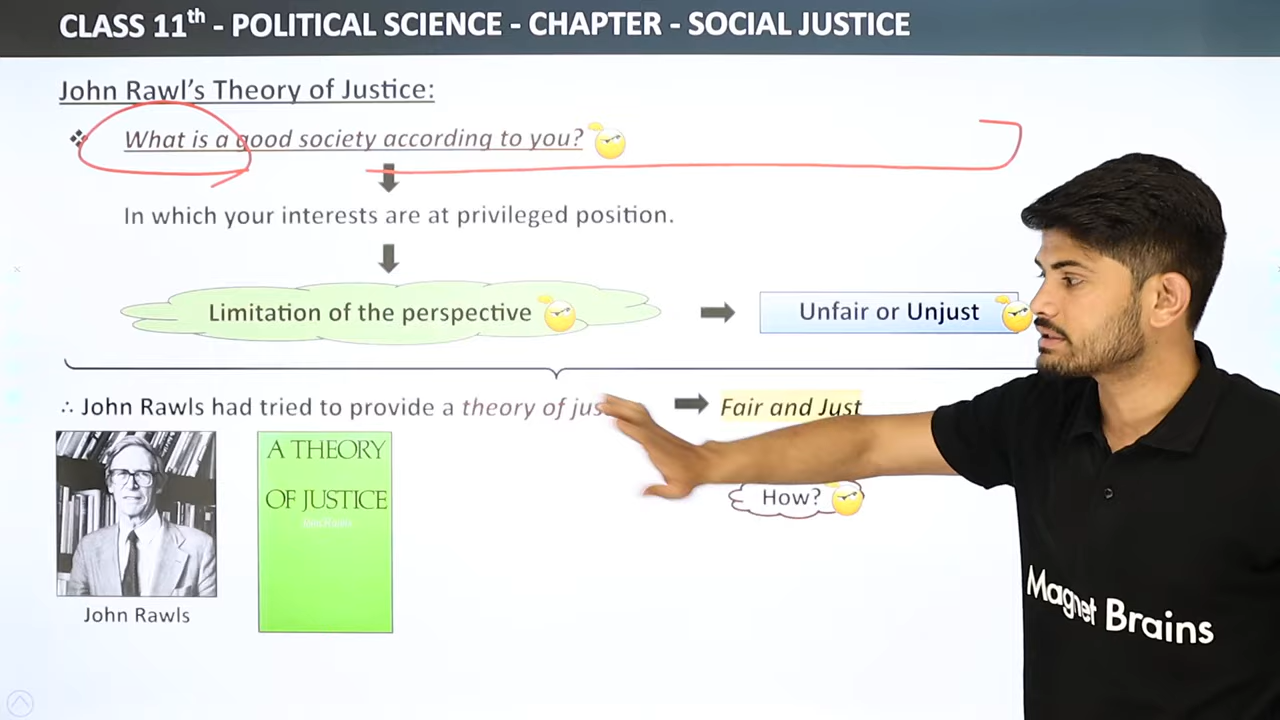 CLASS 11th - POLITICAL SCIENCE - CHAPTER - SOCIAL JUSTICE
John Rawl's Theory of Justice:
❖ What is a good society according to you?
In which your interests are at privileged position.
Limitation of the perspective
Unfair or Unjust
∴ John Rawls had tried to provide a theory of
Fair and Just
A THEORY
OF JUSTICE
How?
John Rawls
Magnet Brains